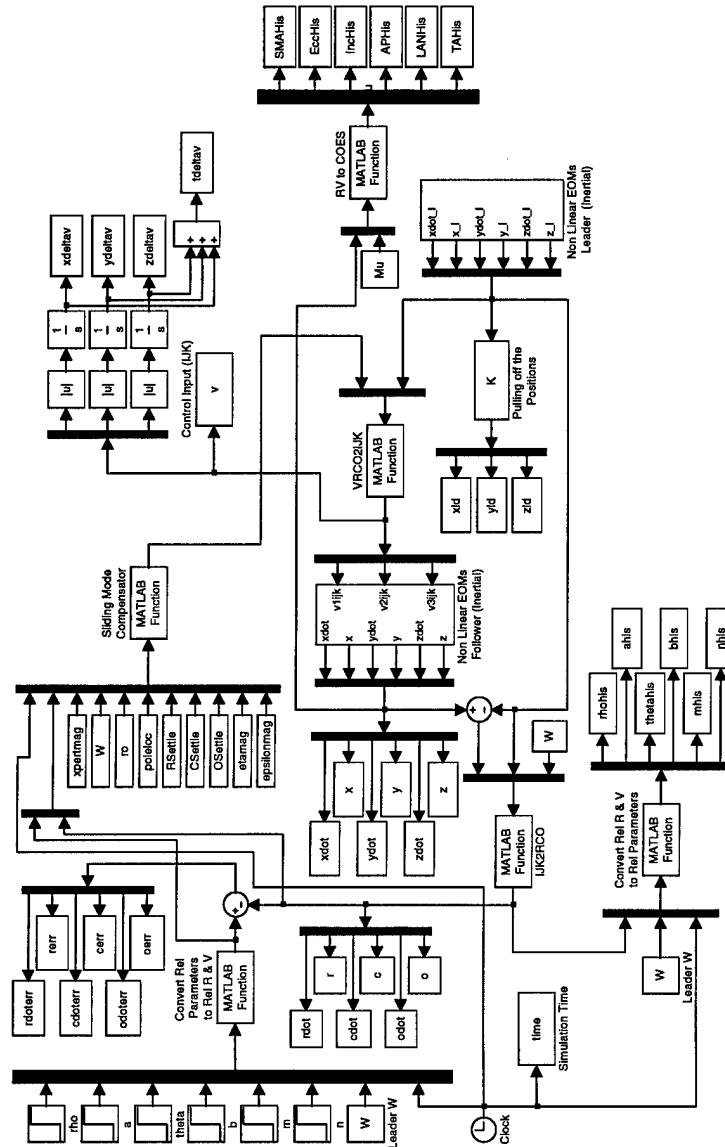 rho
a
theta
b
m
n
W
Leader W
Clock
time
Simulation Time
Convert Rel
Parameters
to Rel R & V
MATLAB
Function
rdoterr
rerr
cdoterr
cerr
odoterr
oerr
rdot
r
cdot
c
odot
o
xpertmag
W
ro
poleloc
RSettle
CSettle
OSettle
etamag
epsilonmag
Sliding Mode
Compensator
MATLAB
Function
|u|
|u|
|u|
1
s
1
s
1
s
xdeltav
ydeltav
zdeltav
tdeltav
Control Input (IJK)
v
VRCO2IJK
MATLAB
Function
v1ijk
v2ijk
v3ijk
xdot
x
ydot
y
zdot
z
Non Linear EOMs
Follower (Inertial)
xdot
x
ydot
y
zdot
z
W
MATLAB
Function
IJK2RCO
Mu
RV to COES
MATLAB
Function
SMAHis
EccHis
IncHis
APHis
LANHis
TAHis
xdot_l
x_l
ydot_l
y_l
zdot_l
z_l
Non Linear EOMs
Leader (Inertial)
K
Pulling off the
Positions
xld
yld
zld
W
Leader W
Convert Rel R & V
to Rel Parameters
MATLAB
Function
rhohis
ahis
thetahis
bhis
mhis
nhis